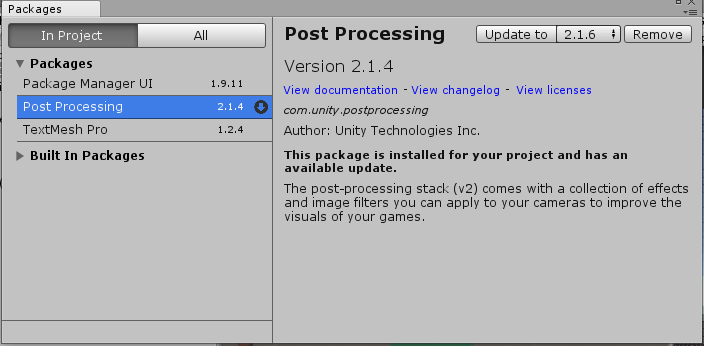 Packages
In Project
All
Packages
Package Manager UI 1.9.11
Post Processing 2.1.4
TextMesh Pro 1.2.4
Built In Packages
Post Processing
Update to 2.1.6 Remove
Version 2.1.4
View documentation - View changelog - View licenses
com.unity.postprocessing
Author: Unity Technologies Inc.
This package is installed for your project and has an
available update.
The post-processing stack (v2) comes with a collection of effects
and image filters you can apply to your cameras to improve the
visuals of your games.